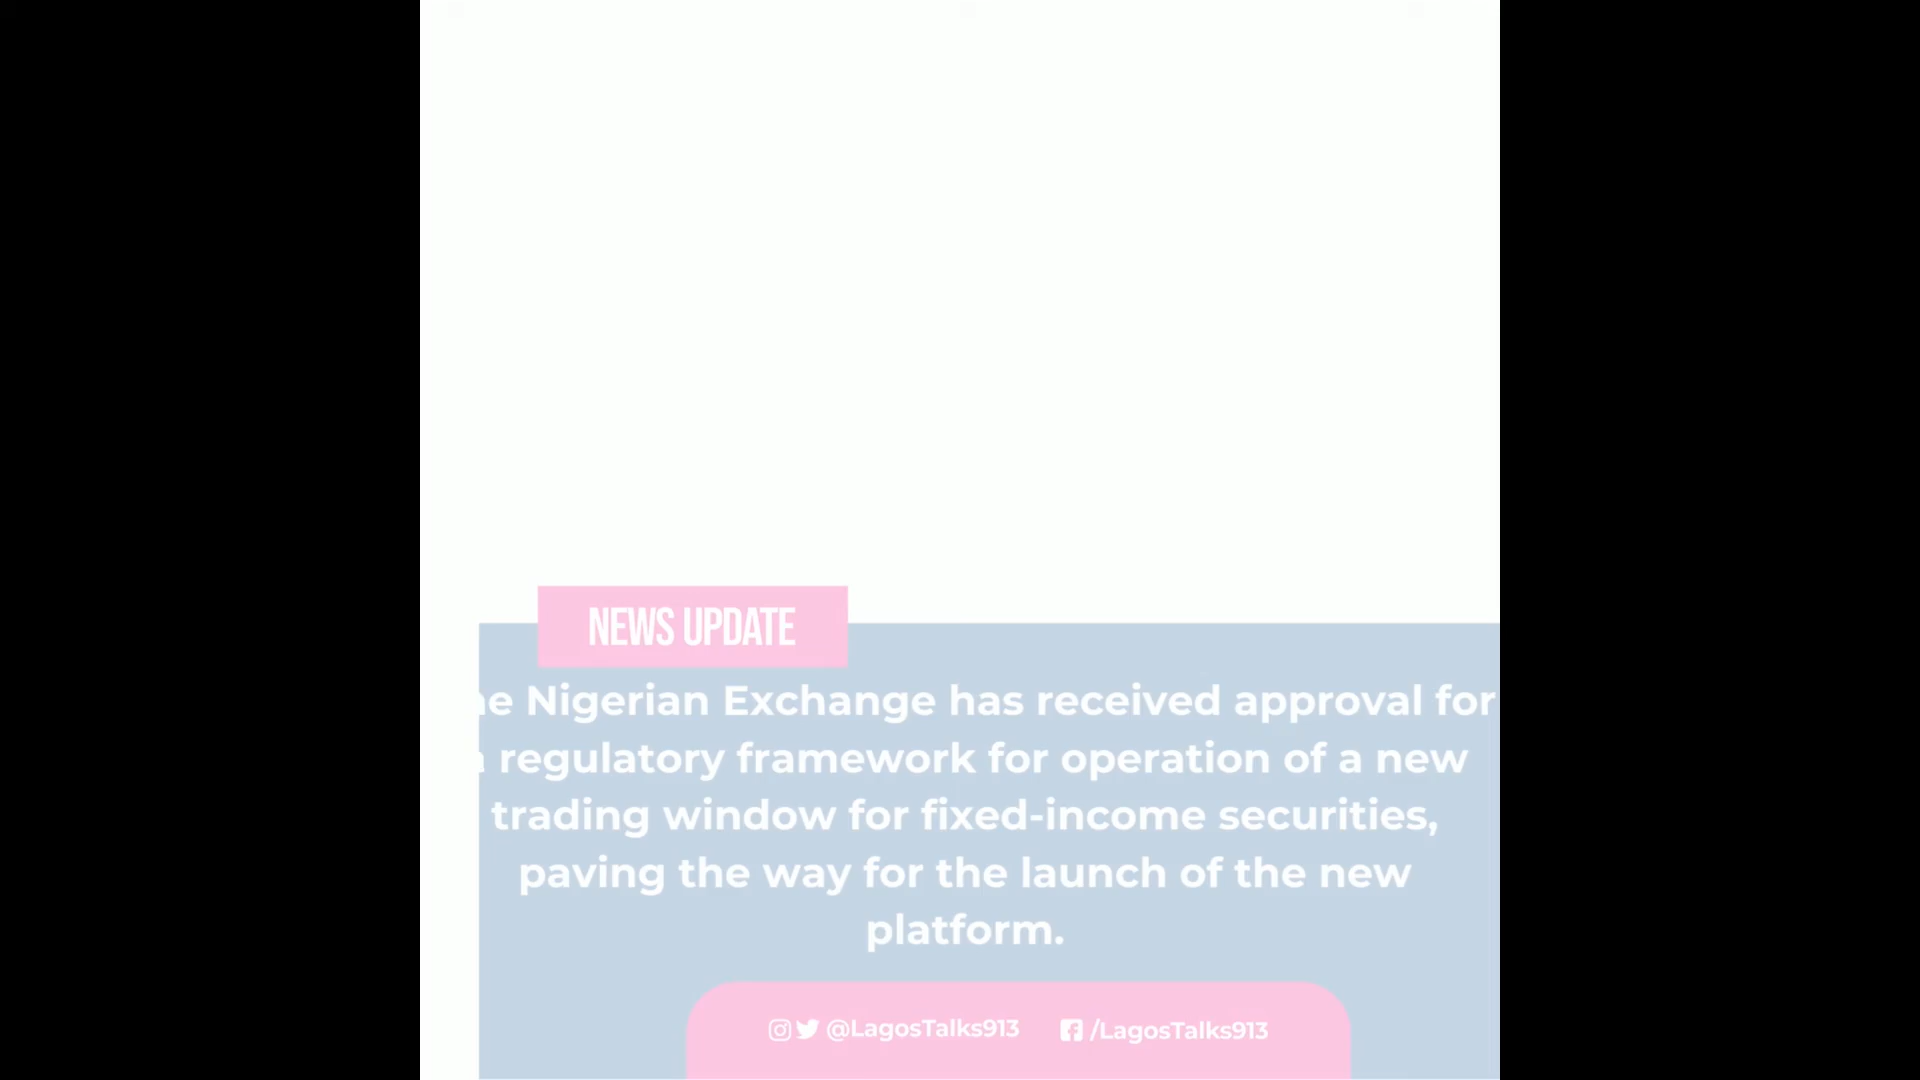 NEWS UPDATE
he Nigerian Exchange has received approval for
a regulatory framework for operation of a new
trading window for fixed-income securities,
paving the way for the launch of the new
platform.
@LagosTalks913 /LagosTalks913